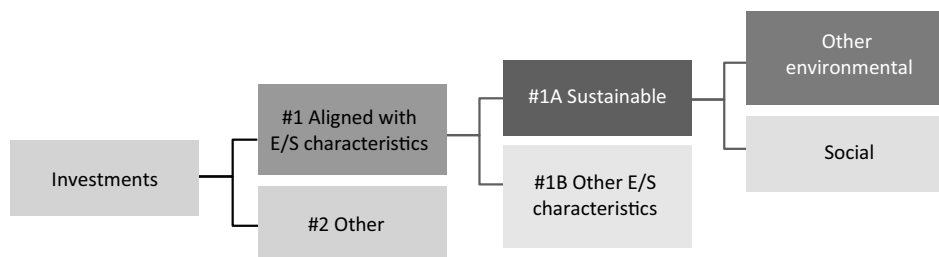 Investments
#1 Aligned with
E/S characteristics
#2 Other
#1A Sustainable
#1B Other E/S
characteristics
Other
environmental
Social